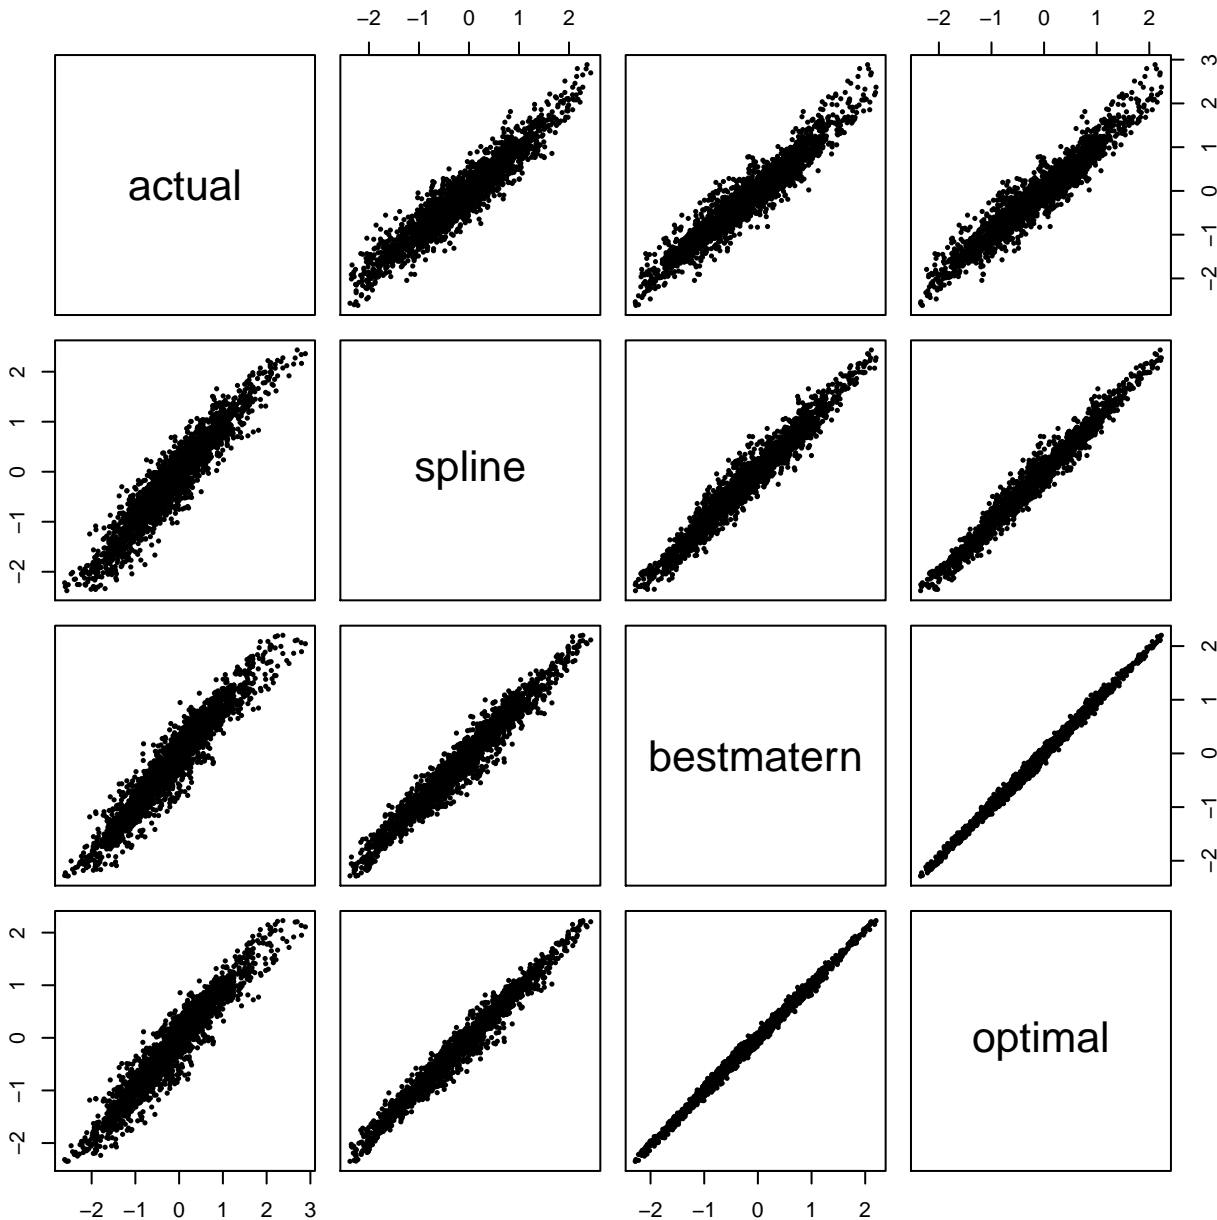 −2 −1 0 1 2 −2 −1 0 1 2
actual
−2 −1 0 1 2 3
−2 −1 0 1 2
spline
bestmatern
−2 −1 0 1 2
−2 −1 0 1 2
optimal
−2 −1 0 1 2 3 −2 −1 0 1 2